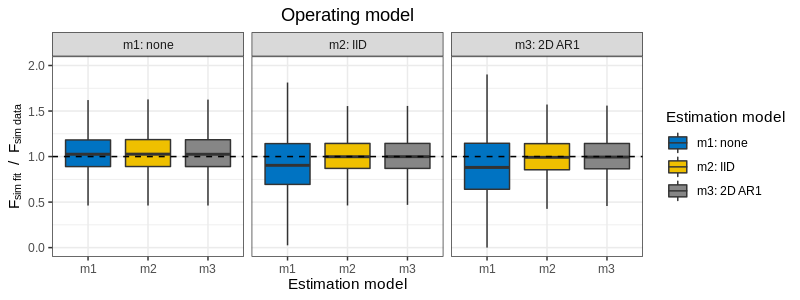 Operating model
m1: none
m2: IID
m3: 2D AR1
F sim fit / F sim data
2.0
1.5
1.0
0.5
0.0
m1 m2 m3
m1 m2 m3
m1 m2 m3
Estimation model
Estimation model
m1: none
m2: IID
m3: 2D AR1